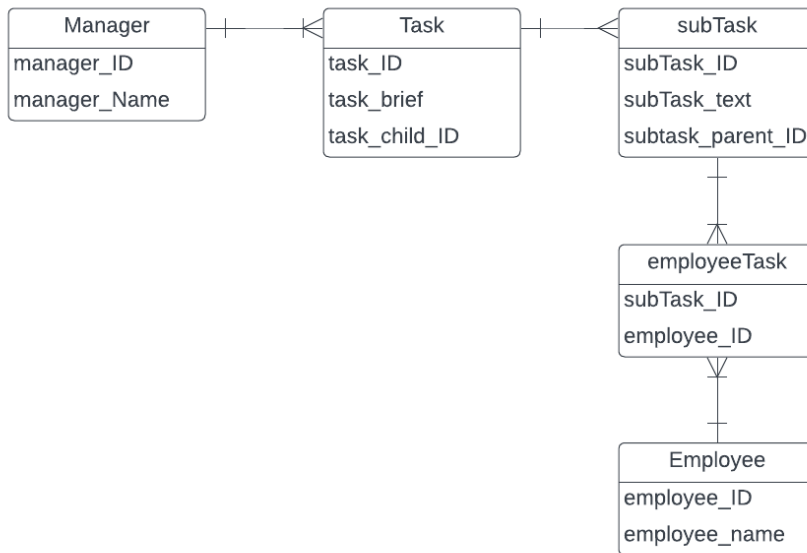 Manager
manager_ID
manager_Name
Task
task_ID
task_brief
task_child_ID
subTask
subTask_ID
subTask_text
subtask_parent_ID
employeeTask
subTask_ID
employee_ID
Employee
employee_ID
employee_name